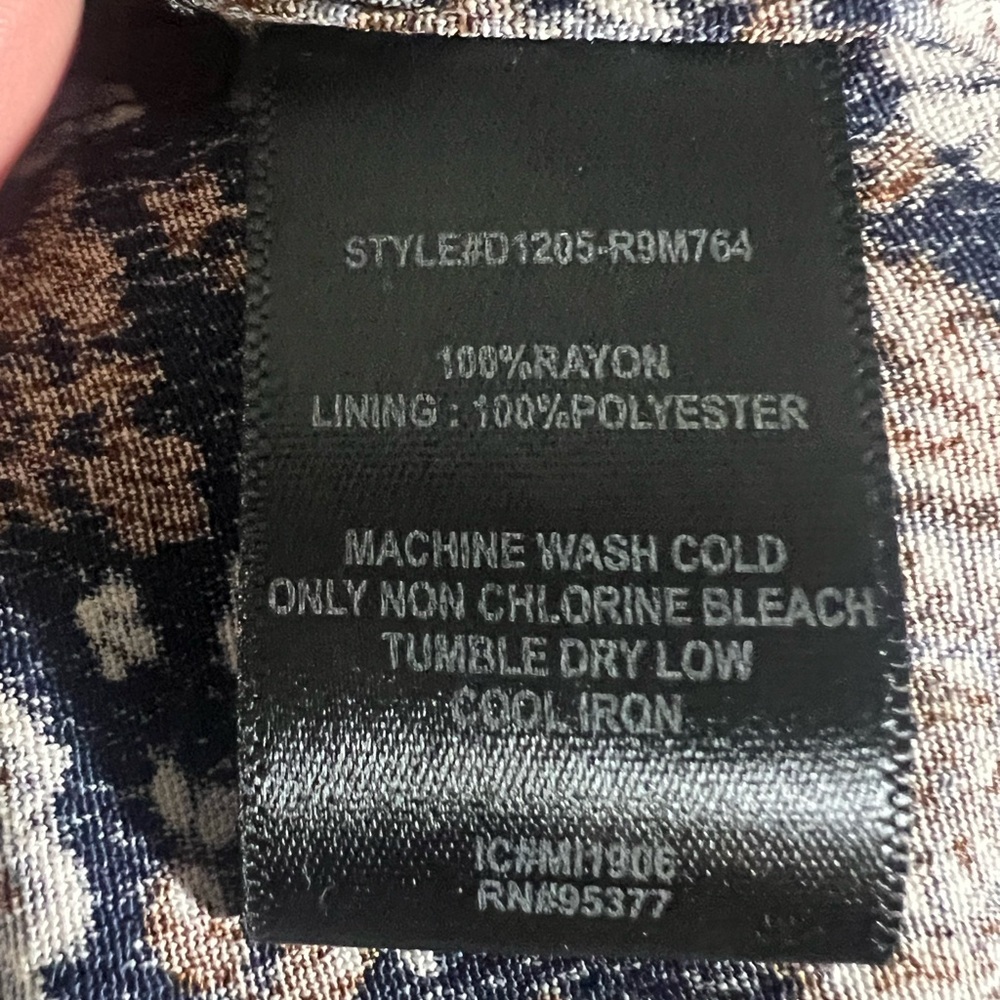 STYLE#D1205-R9M764
100%RAYON
LINING : 100%POLYESTER
MACHINE WASH COLD
ONLY NON CHLORINE BLEACH
TUMBLE DRY LOW
COOL IRON
IC#MI1906
RN#95377